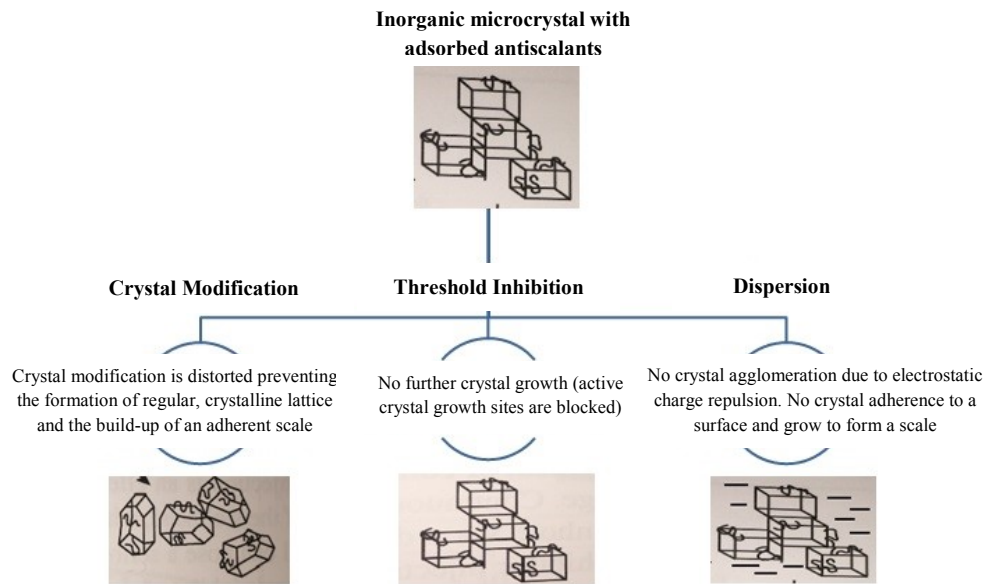 Inorganic microcrystal with
adsorbed antiscalants
Crystal Modification
Threshold Inhibition
Dispersion
Crystal modification is distorted preventing
the formation of regular, crystalline lattice
and the build-up of an adherent scale
No further crystal growth (active
crystal growth sites are blocked)
No crystal agglomeration due to electrostatic
charge repulsion. No crystal adherence to a
surface and grow to form a scale